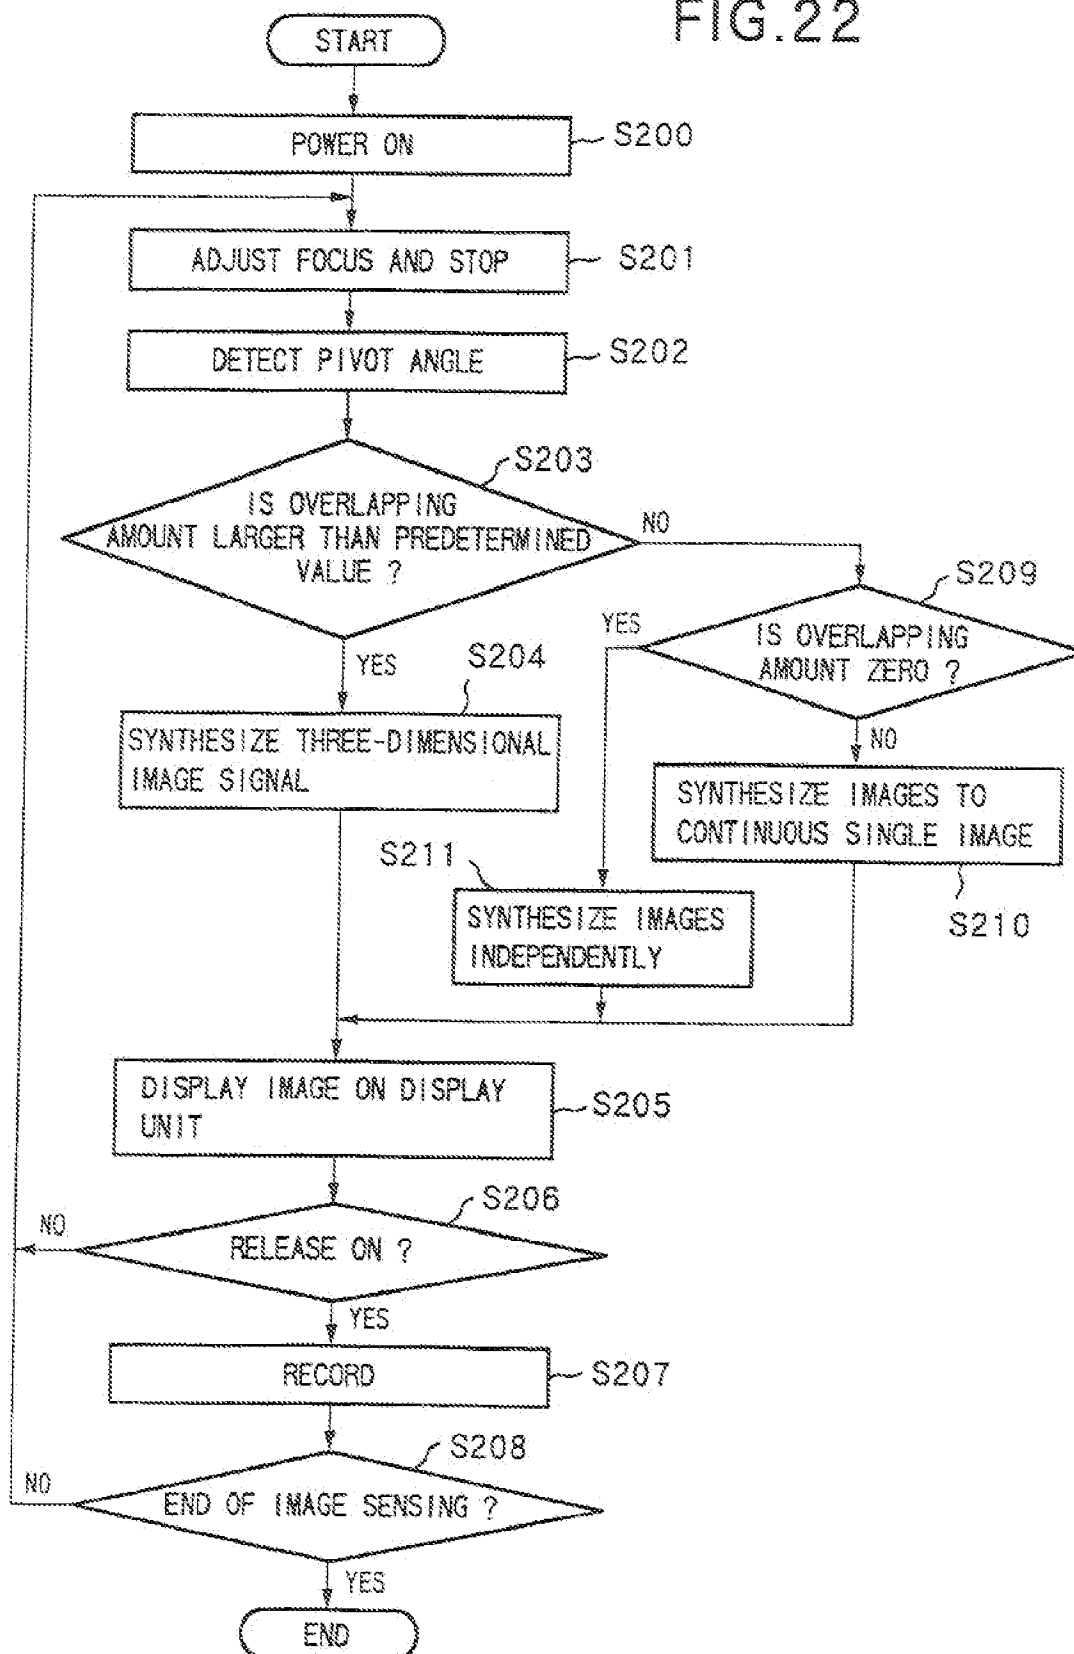 FIG.22
START
POWER ON
S200
ADJUST FOCUS AND STOP
S201
DETECT PIVOT ANGLE
S202
S203
IS OVERLAPPING
AMOUNT LARGER THAN PREDETERMINED
VALUE ?
NO
YES
S209
IS OVERLAPPING
AMOUNT ZERO ?
YES
NO
S204
SYNTHESIZE THREE-DIMENSIONAL
IMAGE SIGNAL
SYNTHESIZE IMAGES TO
CONTINUOUS SINGLE IMAGE
S210
S211
SYNTHESIZE IMAGES
INDEPENDENTLY
DISPLAY IMAGE ON DISPLAY
UNIT
S205
S206
RELEASE ON ?
NO
YES
RECORD
S207
S208
END OF IMAGE SENSING ?
NO
YES
END